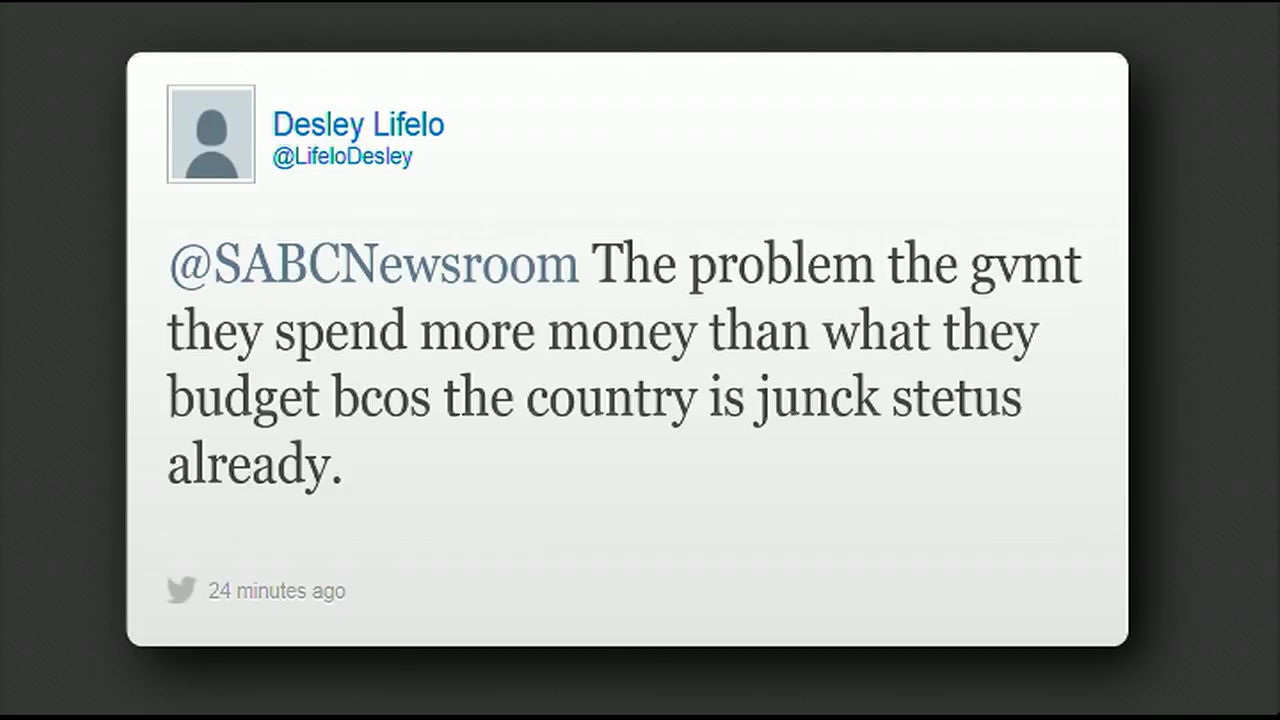 Desley Lifelo
@LifeloDesley
@SABCNewsroom The problem the gvmt
they spend more money than what they
budget bcos the country is junck stetus
already.
24 minutes ago